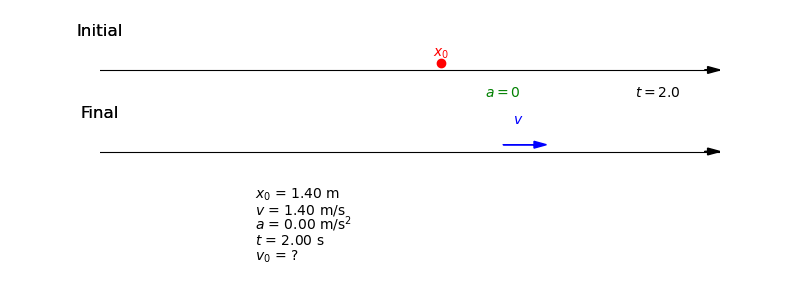 Initial
x₀
a = 0
t = 2.0
Final
v
x₀ = 1.40 m
v = 1.40 m/s
a = 0.00 m/s²
t = 2.00 s
v₀ = ?